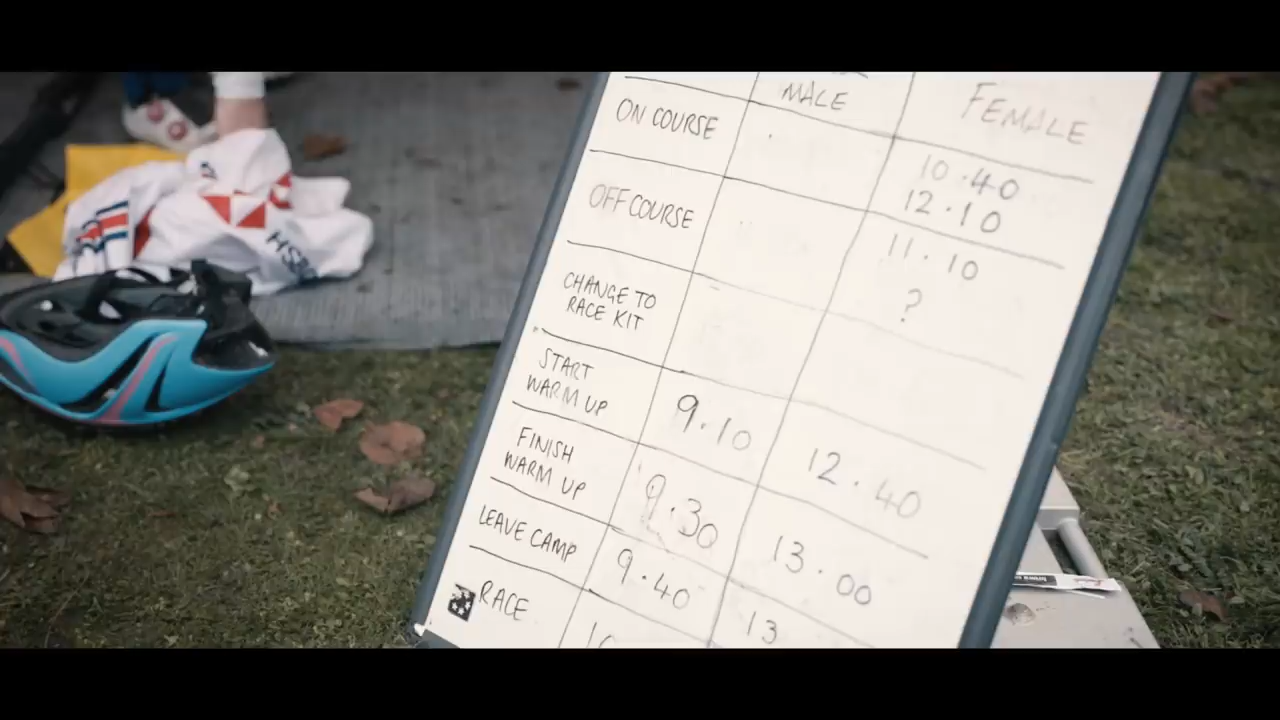 MALE FEMALE
ON COURSE 10.40
12.10
OFF COURSE 11.10
?
CHANGE TO
RACE KIT
START
WARM UP 9.10 12.40
FINISH
WARM UP 9.30 13.00
LEAVE CAMP 9.40 13
RACE
HSBC